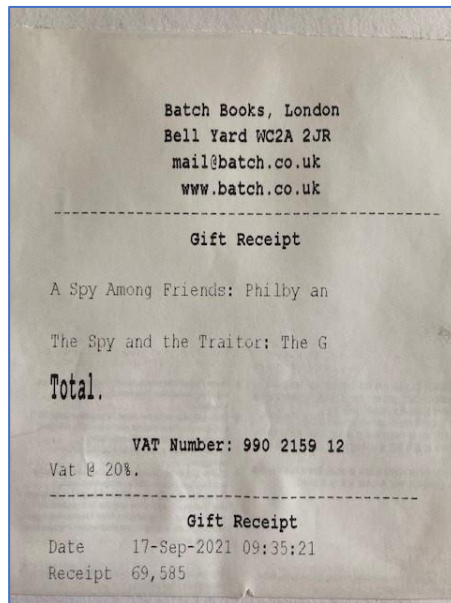 Batch Books, London
Bell Yard WC2A 2JR
mail@batch.co.uk
www.batch.co.uk
Gift Receipt
A Spy Among Friends: Philby an
The Spy and the Traitor: The G
Total.
VAT Number: 990 2159 12
Vat @ 20%.
Gift Receipt
Date 17-Sep-2021 09:35:21
Receipt 69,585